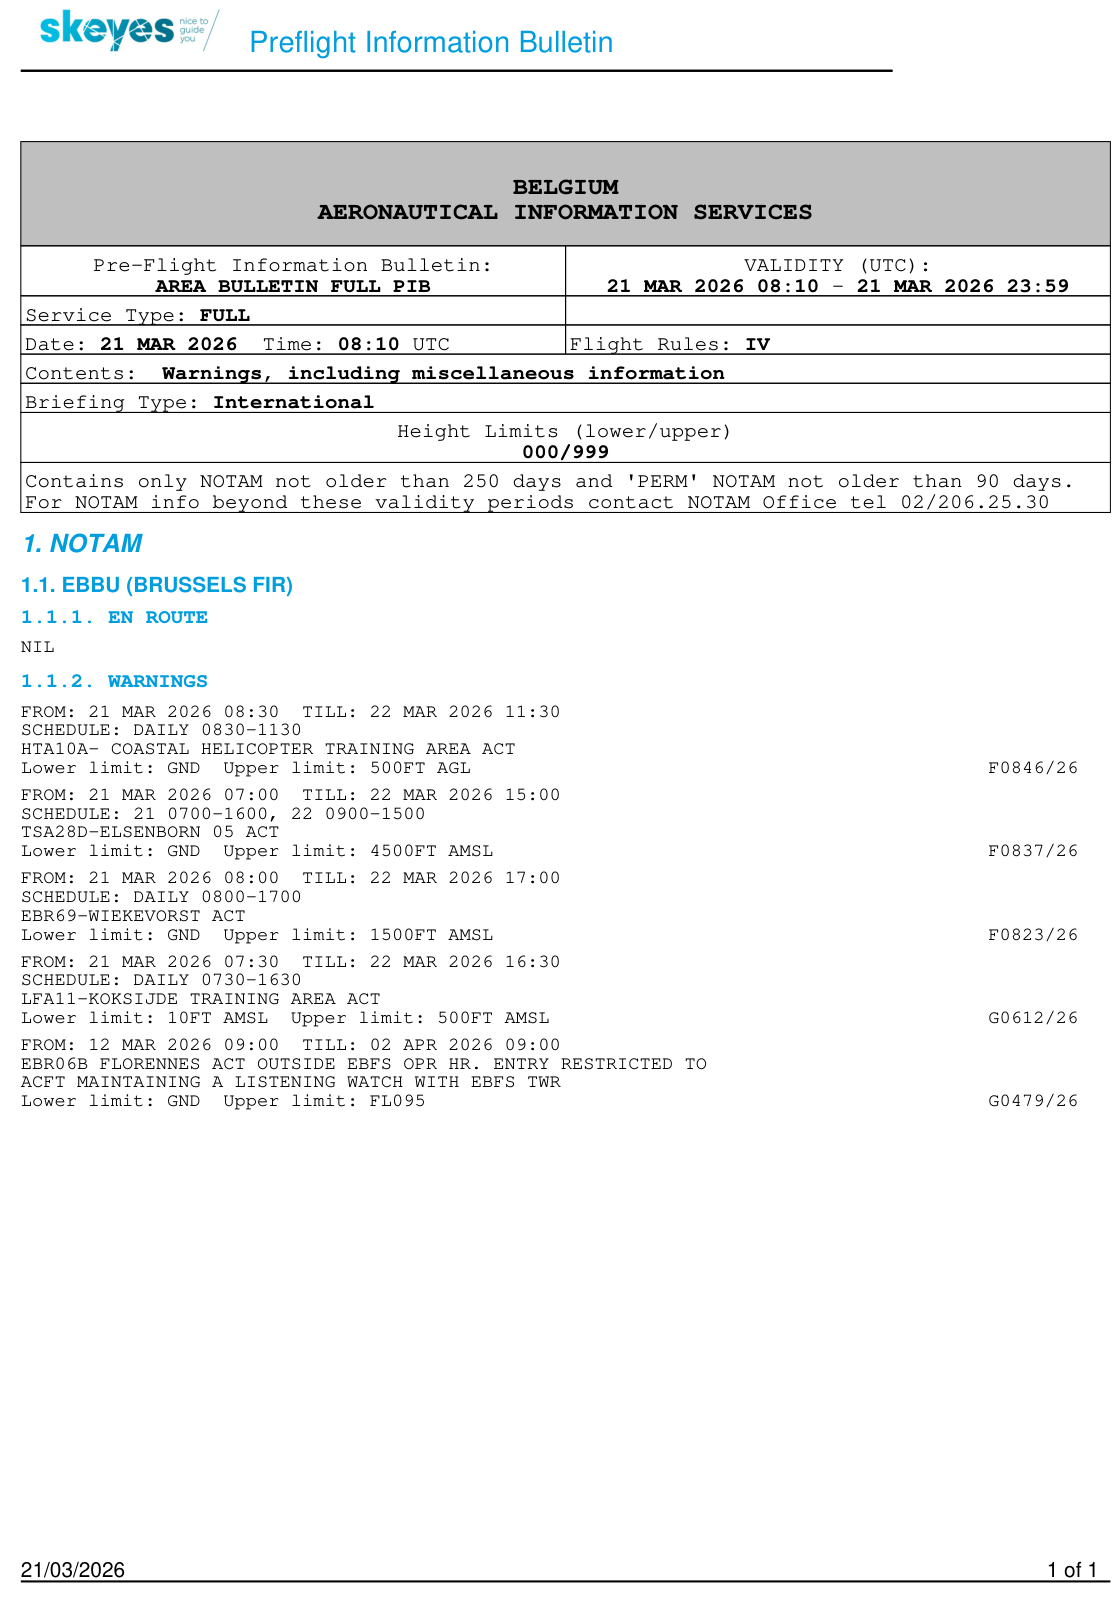 skeyes nice to guide you
Preflight Information Bulletin
BELGIUM
AERONAUTICAL INFORMATION SERVICES
Pre-Flight Information Bulletin:
AREA BULLETIN FULL PIB
VALIDITY (UTC):
21 MAR 2026 08:10 - 21 MAR 2026 23:59
Service Type: FULL
Date: 21 MAR 2026 Time: 08:10 UTC
Flight Rules: IV
Contents: Warnings, including miscellaneous information
Briefing Type: International
Height Limits (lower/upper)
000/999
Contains only NOTAM not older than 250 days and 'PERM' NOTAM not older than 90 days.
For NOTAM info beyond these validity periods contact NOTAM Office tel 02/206.25.30
1. NOTAM
1.1. EBBU (BRUSSELS FIR)
1.1.1. EN ROUTE
NIL
1.1.2. WARNINGS
FROM: 21 MAR 2026 08:30 TILL: 22 MAR 2026 11:30
SCHEDULE: DAILY 0830-1130
HTA10A- COASTAL HELICOPTER TRAINING AREA ACT
Lower limit: GND Upper limit: 500FT AGL F0846/26
FROM: 21 MAR 2026 07:00 TILL: 22 MAR 2026 15:00
SCHEDULE: 21 0700-1600, 22 0900-1500
TSA28D-ELSENBORN 05 ACT
Lower limit: GND Upper limit: 4500FT AMSL F0837/26
FROM: 21 MAR 2026 08:00 TILL: 22 MAR 2026 17:00
SCHEDULE: DAILY 0800-1700
EBR69-WIEKEVORST ACT
Lower limit: GND Upper limit: 1500FT AMSL F0823/26
FROM: 21 MAR 2026 07:30 TILL: 22 MAR 2026 16:30
SCHEDULE: DAILY 0730-1630
LFA11-KOKSIJDE TRAINING AREA ACT
Lower limit: 10FT AMSL Upper limit: 500FT AMSL G0612/26
FROM: 12 MAR 2026 09:00 TILL: 02 APR 2026 09:00
EBR06B FLORENNES ACT OUTSIDE EBFS OPR HR. ENTRY RESTRICTED TO
ACFT MAINTAINING A LISTENING WATCH WITH EBFS TWR
Lower limit: GND Upper limit: FL095 G0479/26
21/03/2026 1 of 1